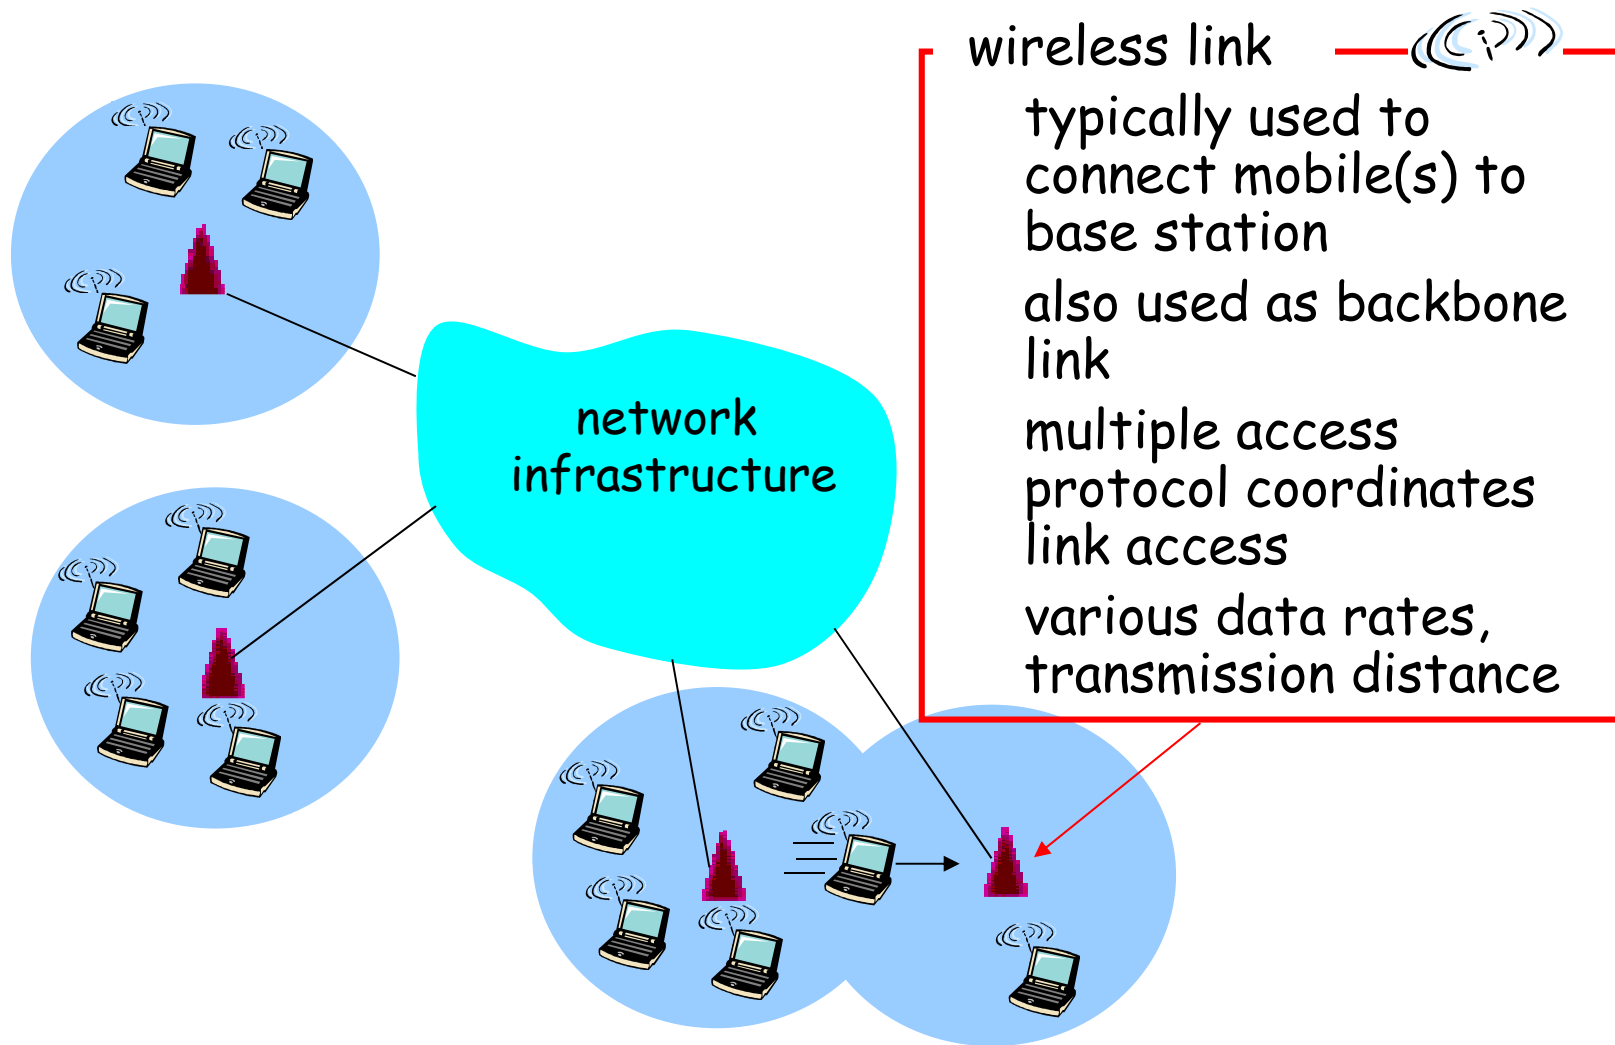 wireless link
typically used to
connect mobile(s) to
base station
also used as backbone
link
multiple access
protocol coordinates
link access
various data rates,
transmission distance
network
infrastructure